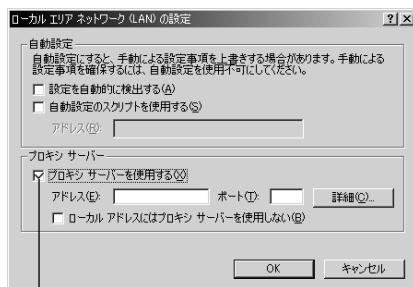 ローカル エリア ネットワーク (LAN) の設定
自動設定
自動設定にすると、手動による設定事項を上書きする場合があります。手動による
設定事項を確保するには、自動設定を使用不可にしてください。
設定を自動的に検出する(A)
自動設定のスクリプトを使用する(S)
アドレス(R):
プロキシ サーバー
プロキシ サーバーを使用する(X)
アドレス(E): ポート(T): 詳細(C)...
ローカル アドレスにはプロキシ サーバーを使用しない(B)
OK キャンセル